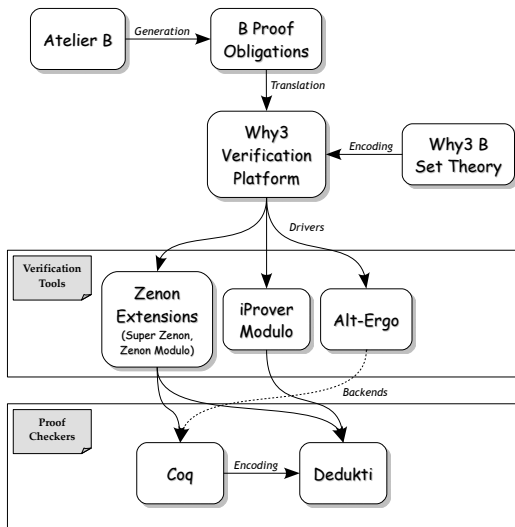 Atelier B
Generation
B Proof
Obligations
Translation
Why3
Verification
Platform
Encoding
Why3 B
Set Theory
Drivers
Verification
Tools
Zenon
Extensions
(Super Zenon,
Zenon Modulo)
iProver
Modulo
Alt-Ergo
Backends
Proof
Checkers
Coq
Encoding
Dedukti